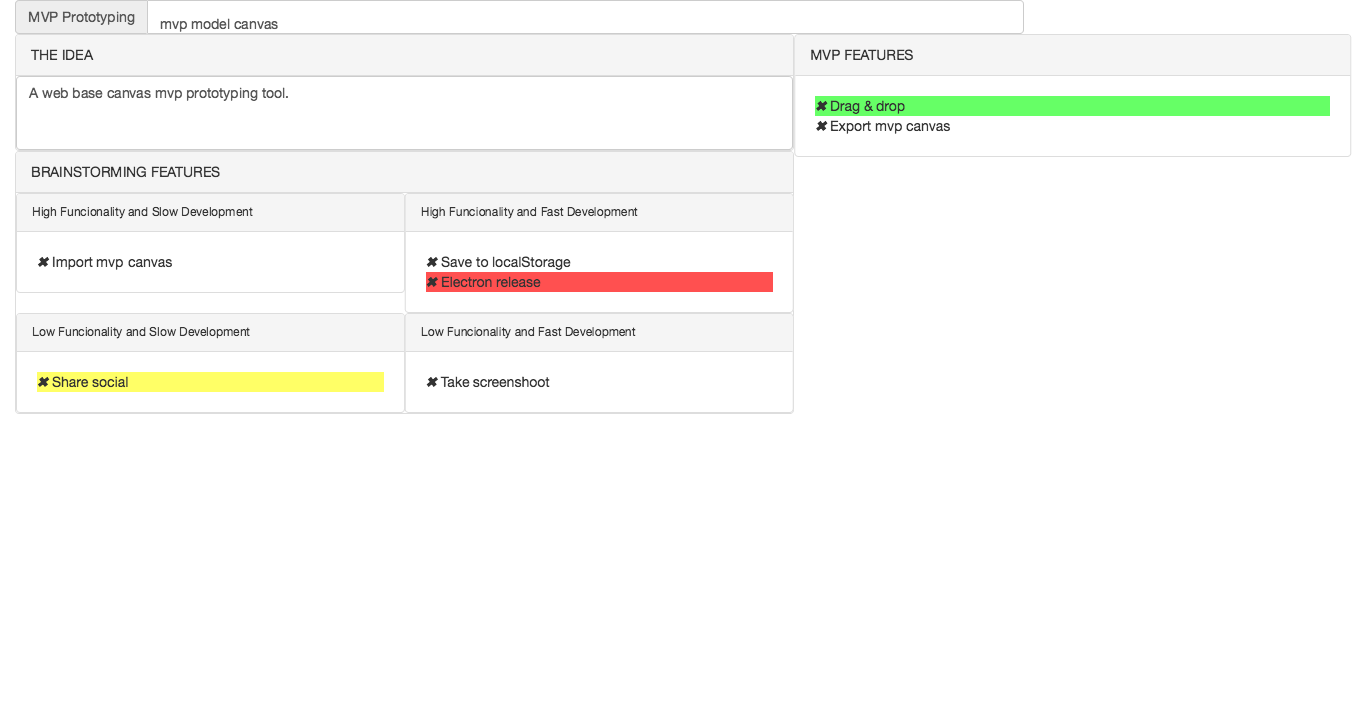 MVP Prototyping
mvp model canvas
THE IDEA
A web base canvas mvp prototyping tool.
MVP FEATURES
✖ Drag & drop
✖ Export mvp canvas
BRAINSTORMING FEATURES
High Funcionality and Slow Development
✖ Import mvp canvas
High Funcionality and Fast Development
✖ Save to localStorage
✖ Electron release
Low Funcionality and Slow Development
✖ Share social
Low Funcionality and Fast Development
✖ Take screenshoot